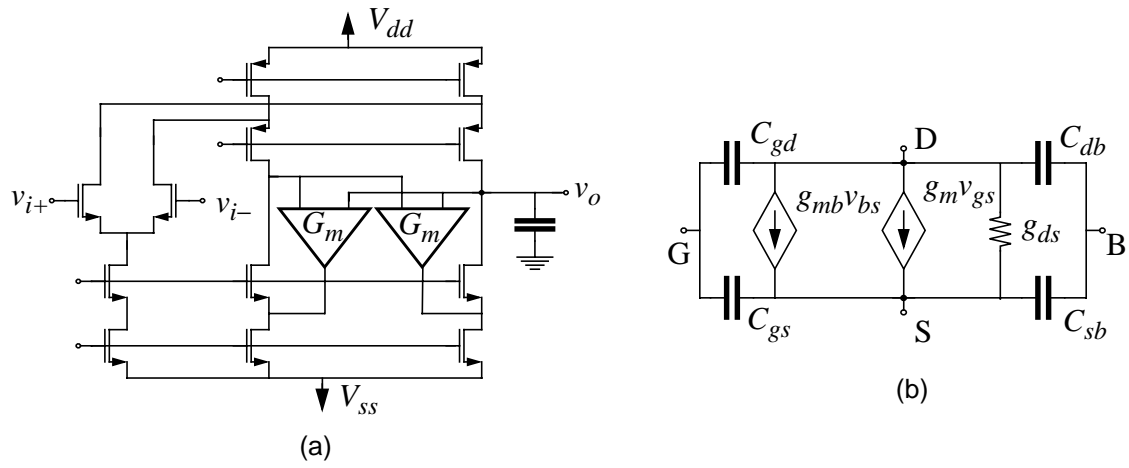 V_dd
v_i+
v_i−
G_m
G_m
v_o
V_ss
(a)
C_gd
D
C_db
g_mb v_bs
g_m v_gs
g_ds
G
B
C_gs
S
C_sb
(b)